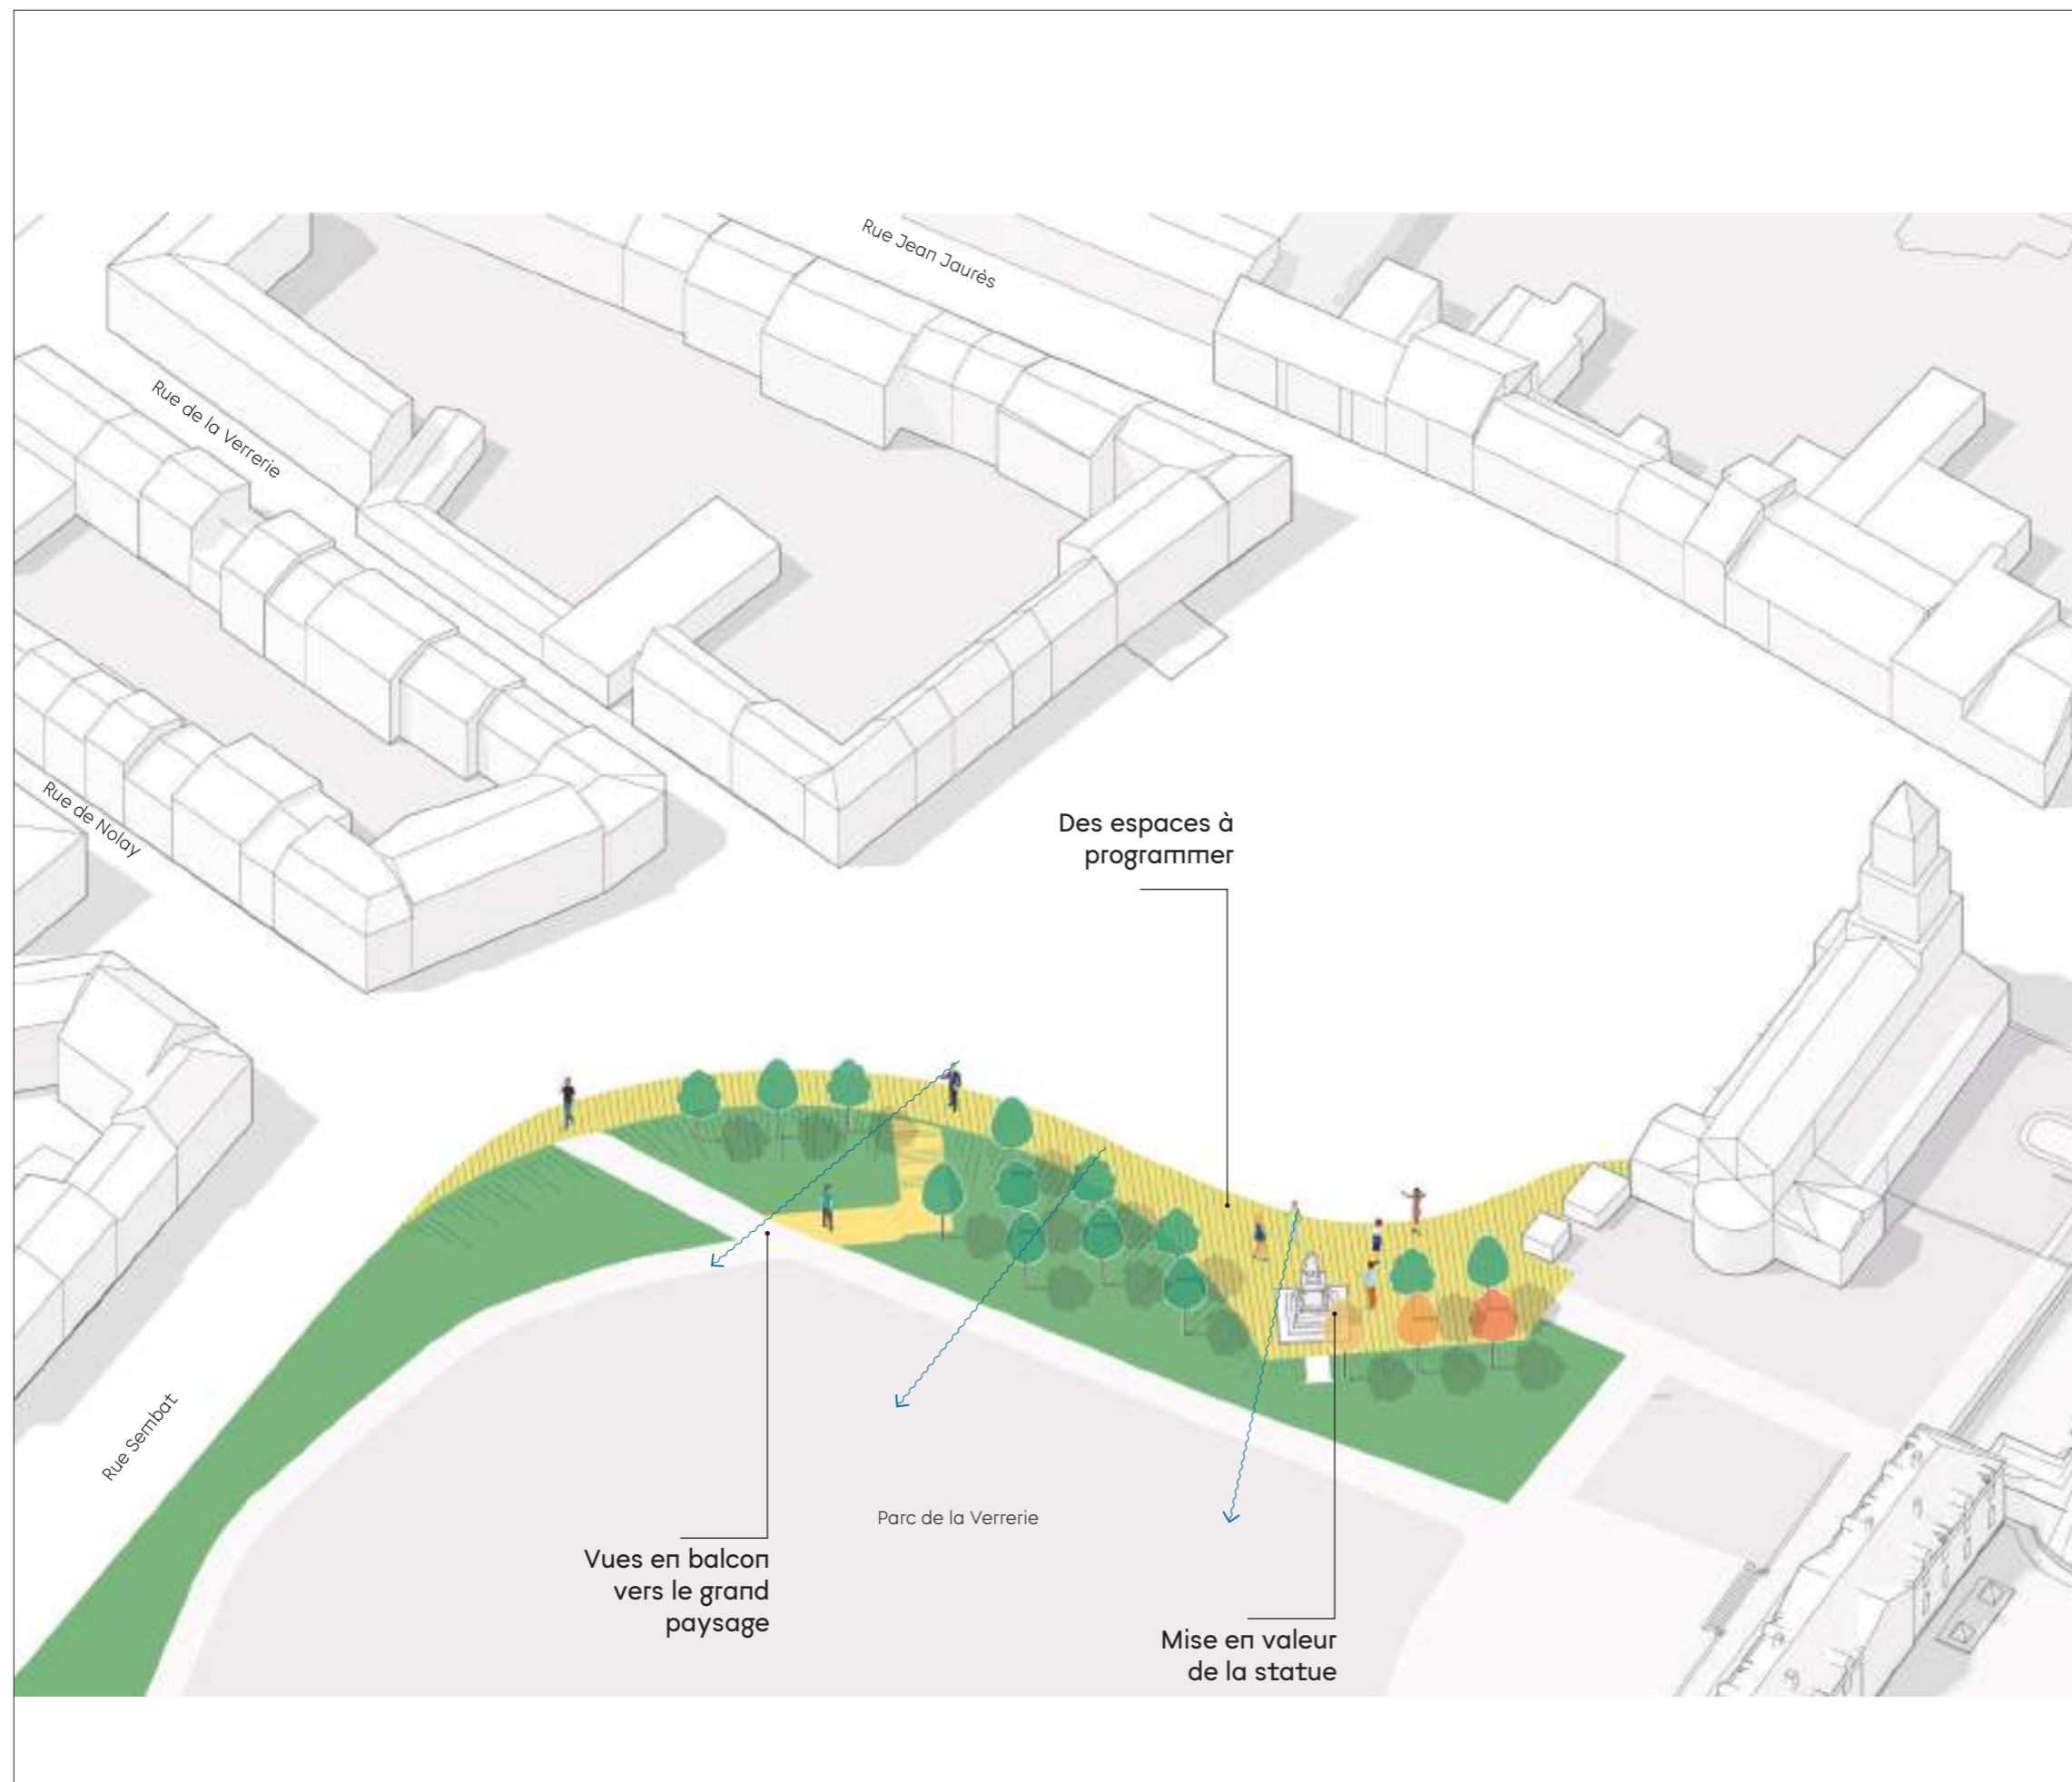 Rue Jean Jaurès
Rue de la Verrerie
Rue de Nolay
Des espaces à
programmer
Rue Sembat
Parc de la Verrerie
Vues en balcon
vers le grand
paysage
Mise en valeur
de la statue